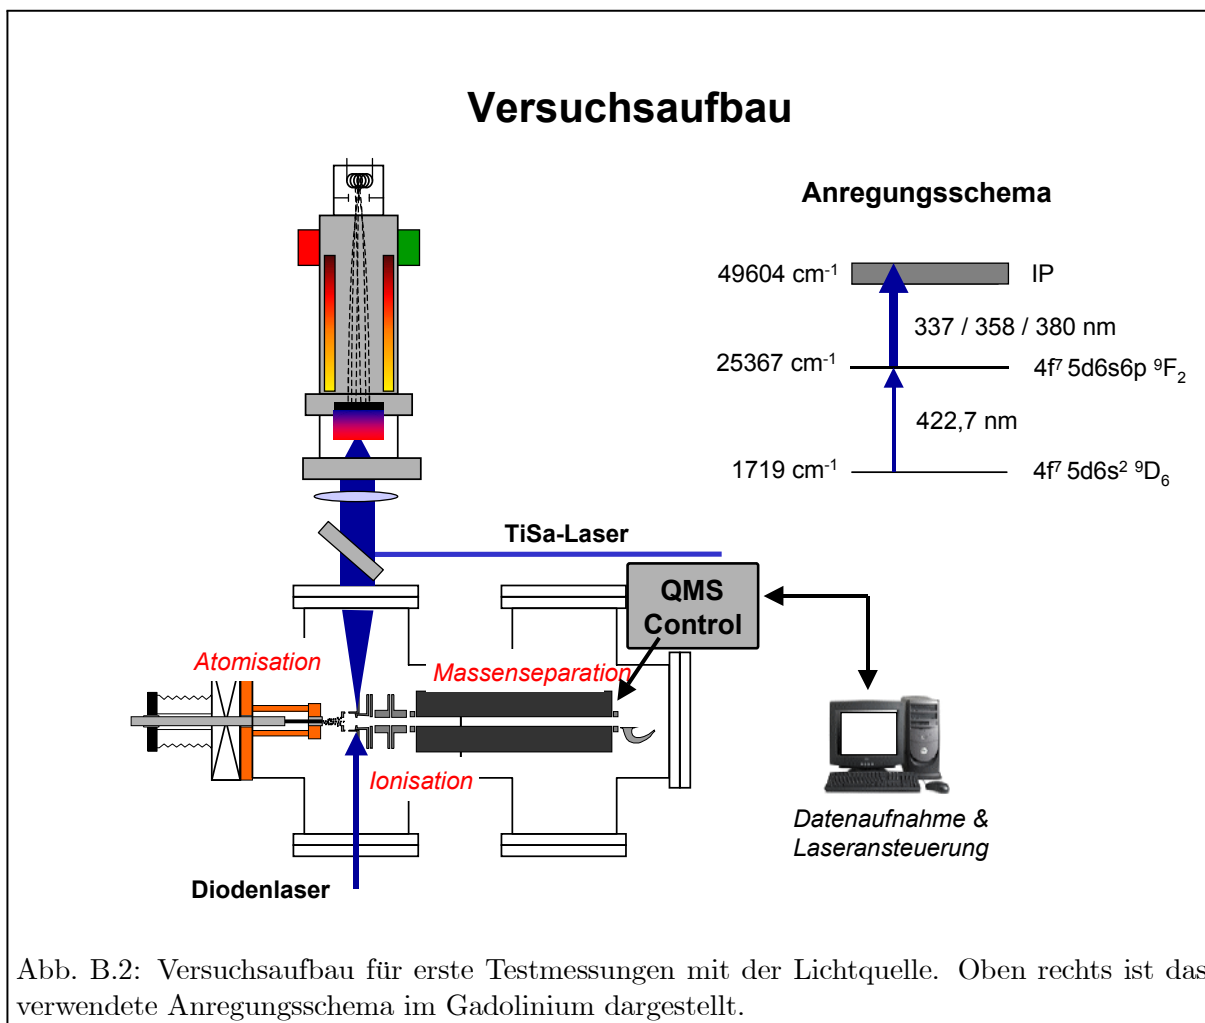 Versuchsaufbau
Anregungsschema
49604 cm⁻¹
IP
337 / 358 / 380 nm
25367 cm⁻¹
4f⁷ 5d6s6p ⁹F₂
422,7 nm
1719 cm⁻¹
4f⁷ 5d6s² ⁹D₆
TiSa-Laser
QMS
Control
Atomisation
Massenseparation
Ionisation
Datenaufnahme &
Laseransteuerung
Diodenlaser
Abb. B.2: Versuchsaufbau für erste Testmessungen mit der Lichtquelle. Oben rechts ist das
verwendete Anregungsschema im Gadolinium dargestellt.